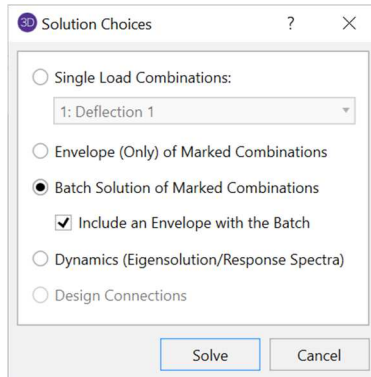 3D Solution Choices ? ×
Single Load Combinations:
1: Deflection 1
Envelope (Only) of Marked Combinations
Batch Solution of Marked Combinations
Include an Envelope with the Batch
Dynamics (Eigensolution/Response Spectra)
Design Connections
Solve Cancel